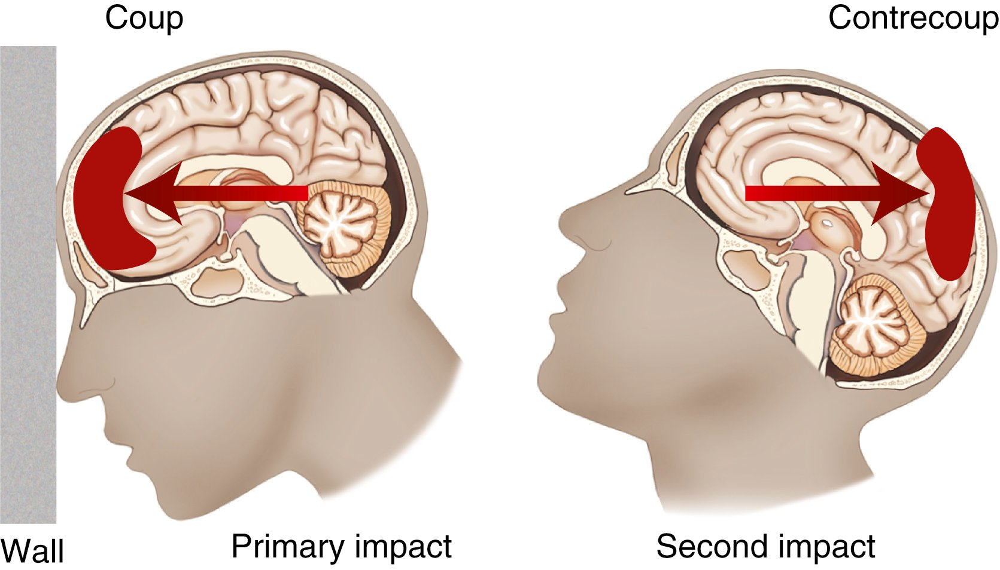 Coup
Contrecoup
Wall
Primary impact
Second impact